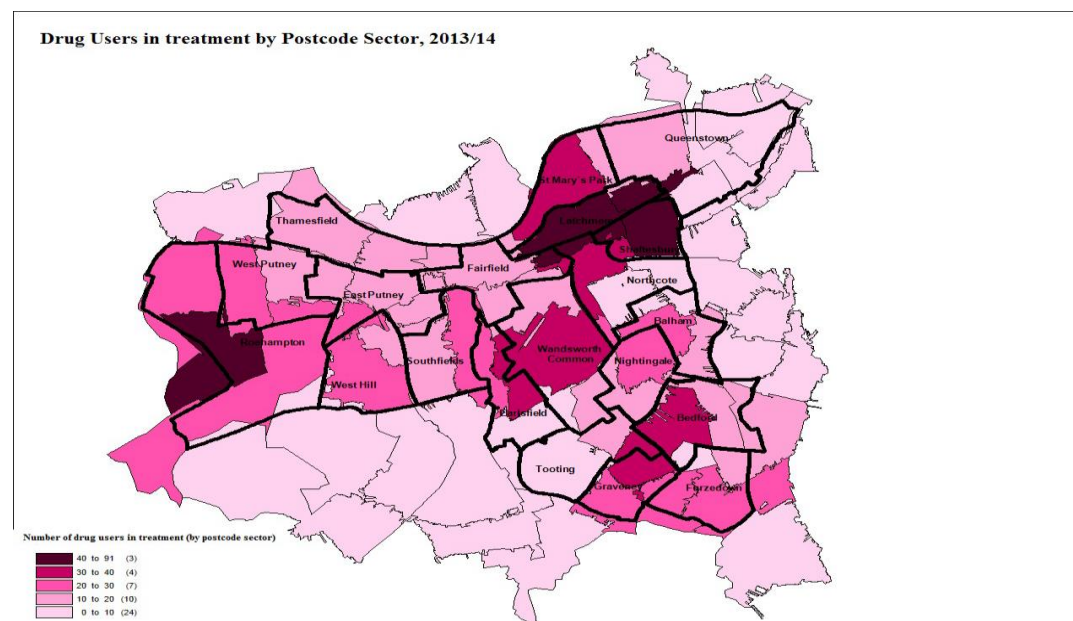 Drug Users in treatment by Postcode Sector, 2013/14
Queenstown
St Mary's Park
Latchmere
Thamesfield
Shaftesbury
West Putney
Fairfield
Northcote
East Putney
Balham
Roehampton
Wandsworth
Common
Nightingale
Southfields
West Hill
Earlsfield
Bedford
Tooting
Graveney
Furzedown
Number of drug users in treatment (by postcode sector)
40 to 91 (3)
30 to 40 (4)
20 to 30 (7)
10 to 20 (10)
0 to 10 (24)